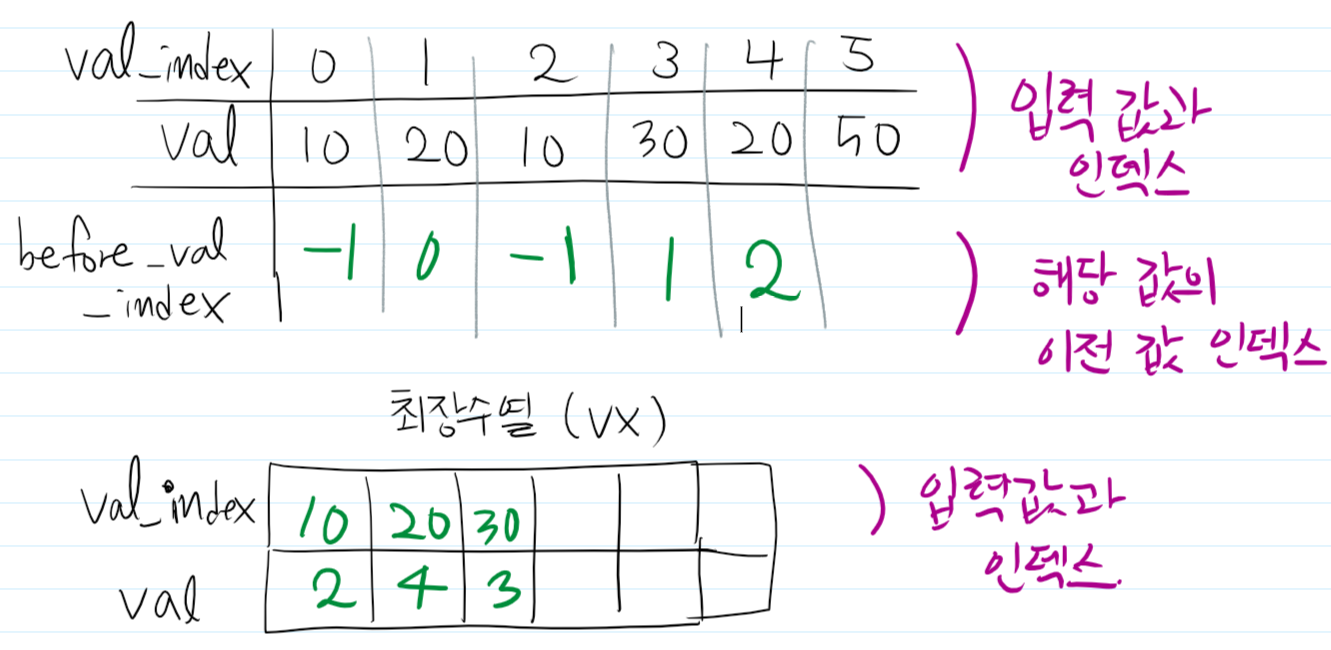 val_index 0 1 2 3 4 5
val 10 20 10 30 20 50
입력 값과
인덱스
before_val
_index
-1 0 -1 1 2
해당 값의
이전 값 인덱스
최장수열 (VX)
val_index 10 20 30
val 2 4 3
입력값과
인덱스.